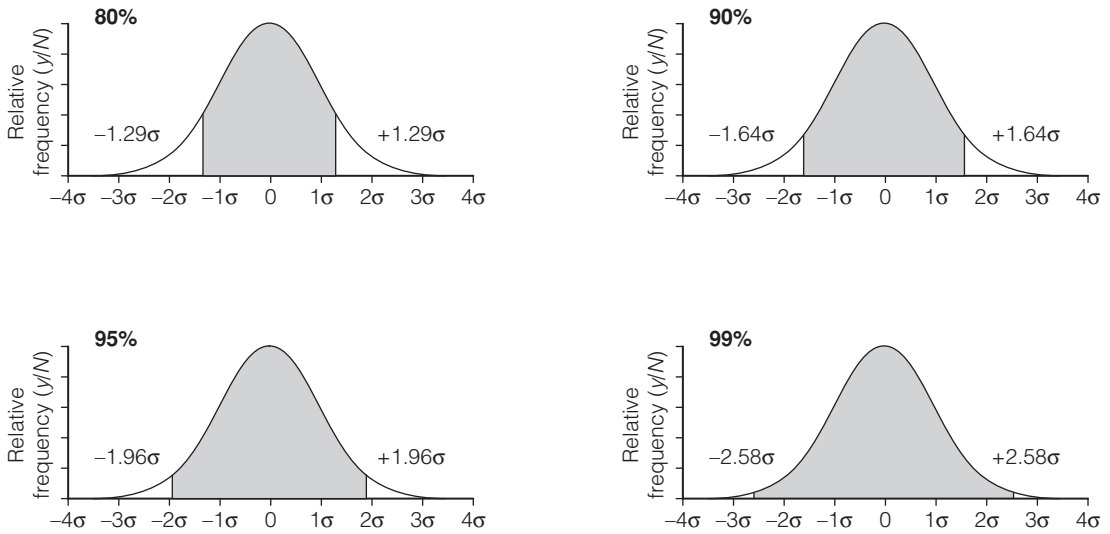 80%
Relative
frequency (y/N)
–1.29σ
+1.29σ
–4σ –3σ –2σ –1σ 0 1σ 2σ 3σ 4σ
90%
Relative
frequency (y/N)
–1.64σ
+1.64σ
–4σ –3σ –2σ –1σ 0 1σ 2σ 3σ 4σ
95%
Relative
frequency (y/N)
–1.96σ
+1.96σ
–4σ –3σ –2σ –1σ 0 1σ 2σ 3σ 4σ
99%
Relative
frequency (y/N)
–2.58σ
+2.58σ
–4σ –3σ –2σ –1σ 0 1σ 2σ 3σ 4σ